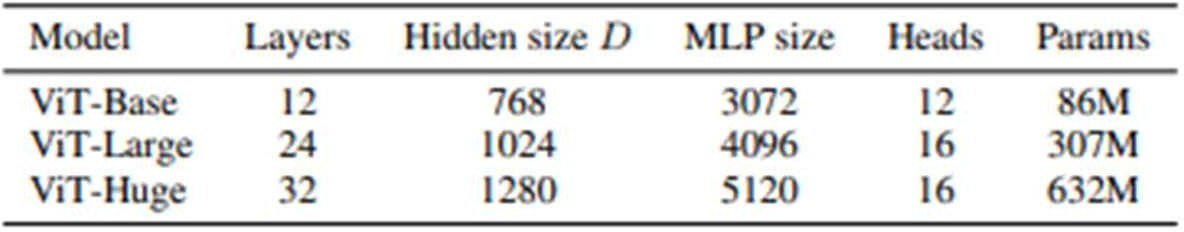 Model Layers Hidden size D MLP size Heads Params
ViT-Base 12 768 3072 12 86M
ViT-Large 24 1024 4096 16 307M
ViT-Huge 32 1280 5120 16 632M